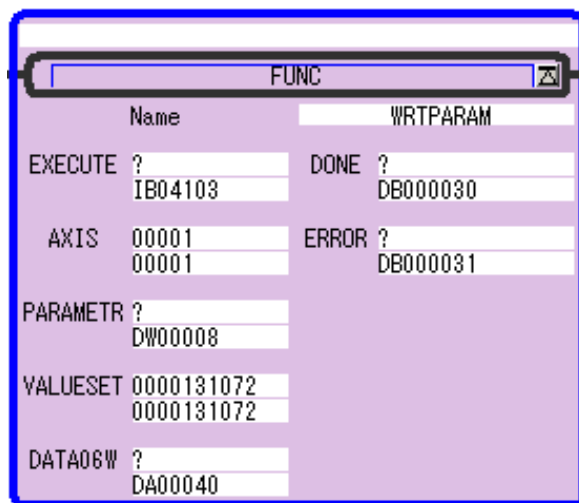 FUNC
Name WRTPARAM
EXECUTE ? DONE ?
IB04103 DB000030
AXIS 00001 ERROR ?
00001 DB000031
PARAMETR ?
DW00008
VALUESET 0000131072
0000131072
DATA06W ?
DA00040